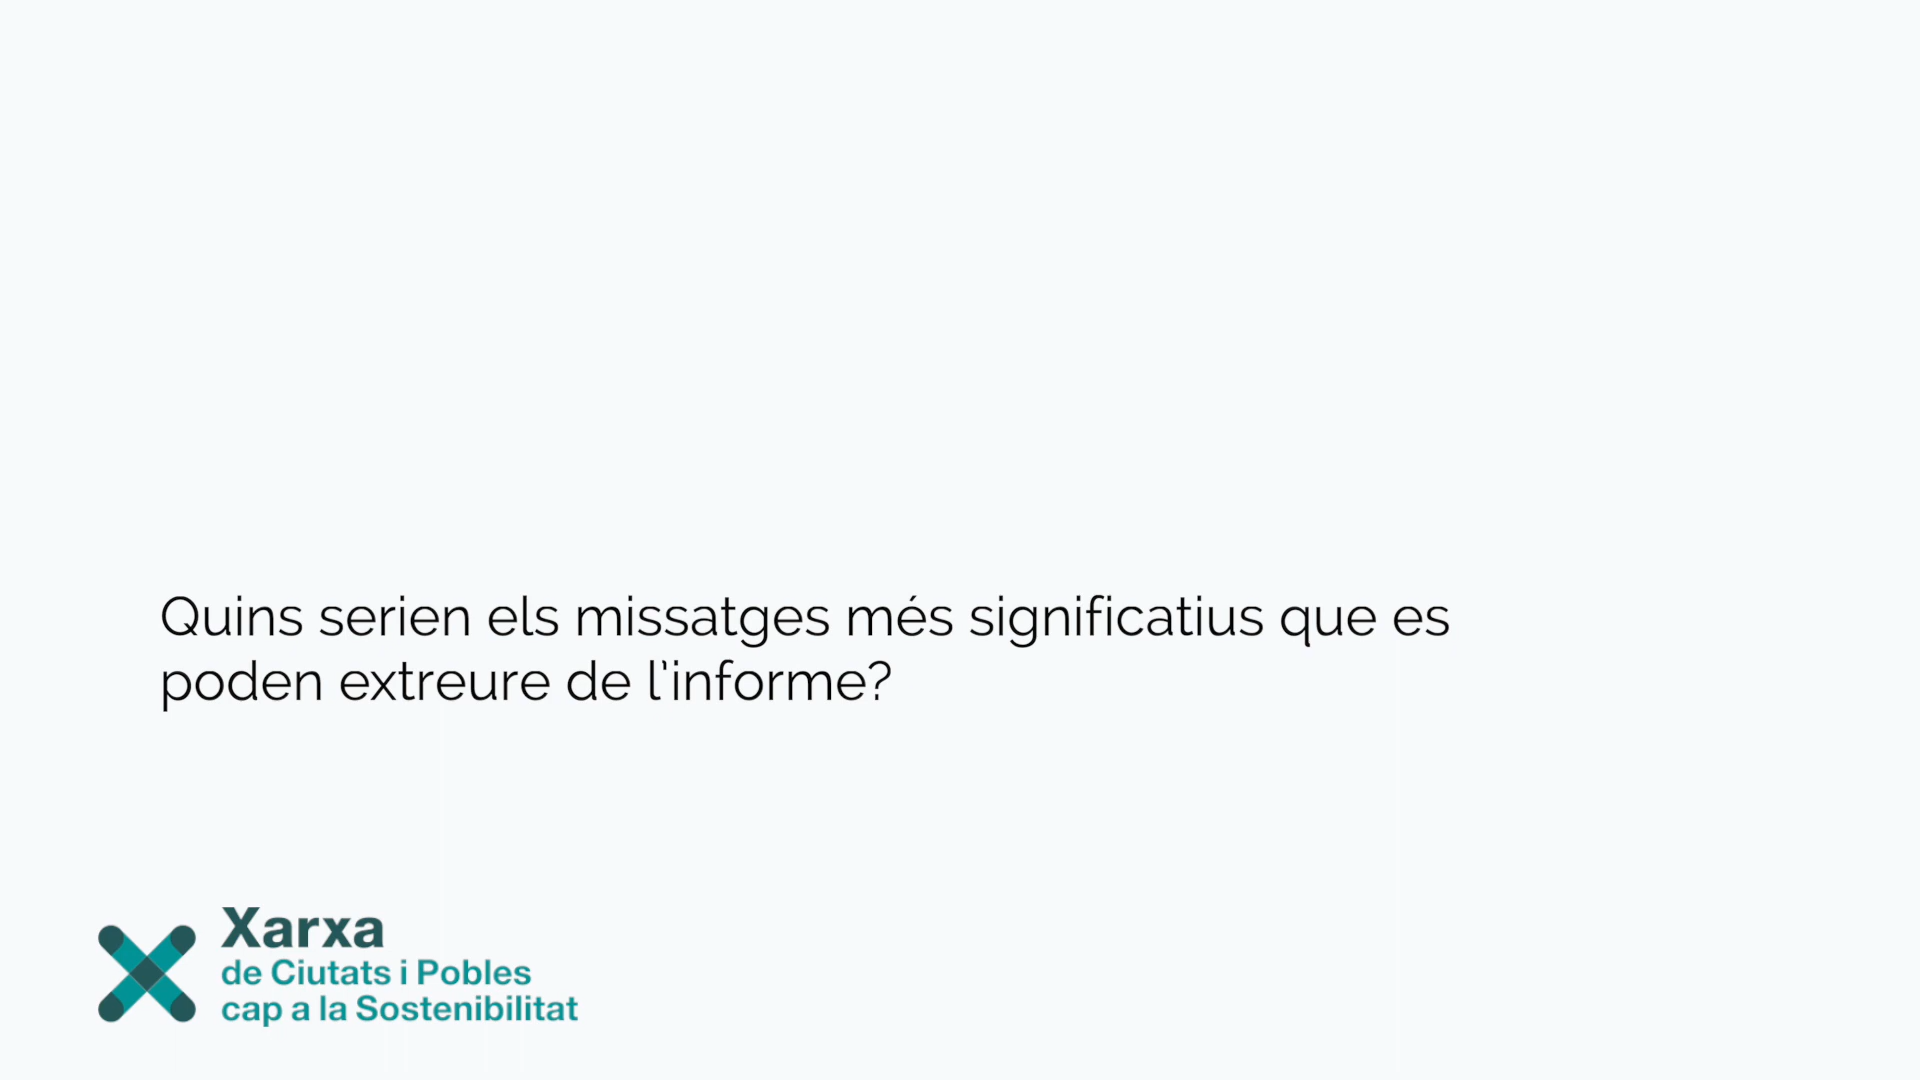 Quins serien els missatges més significatius que es
poden extreure de l'informe?
Xarxa
de Ciutats i Pobles
cap a la Sostenibilitat